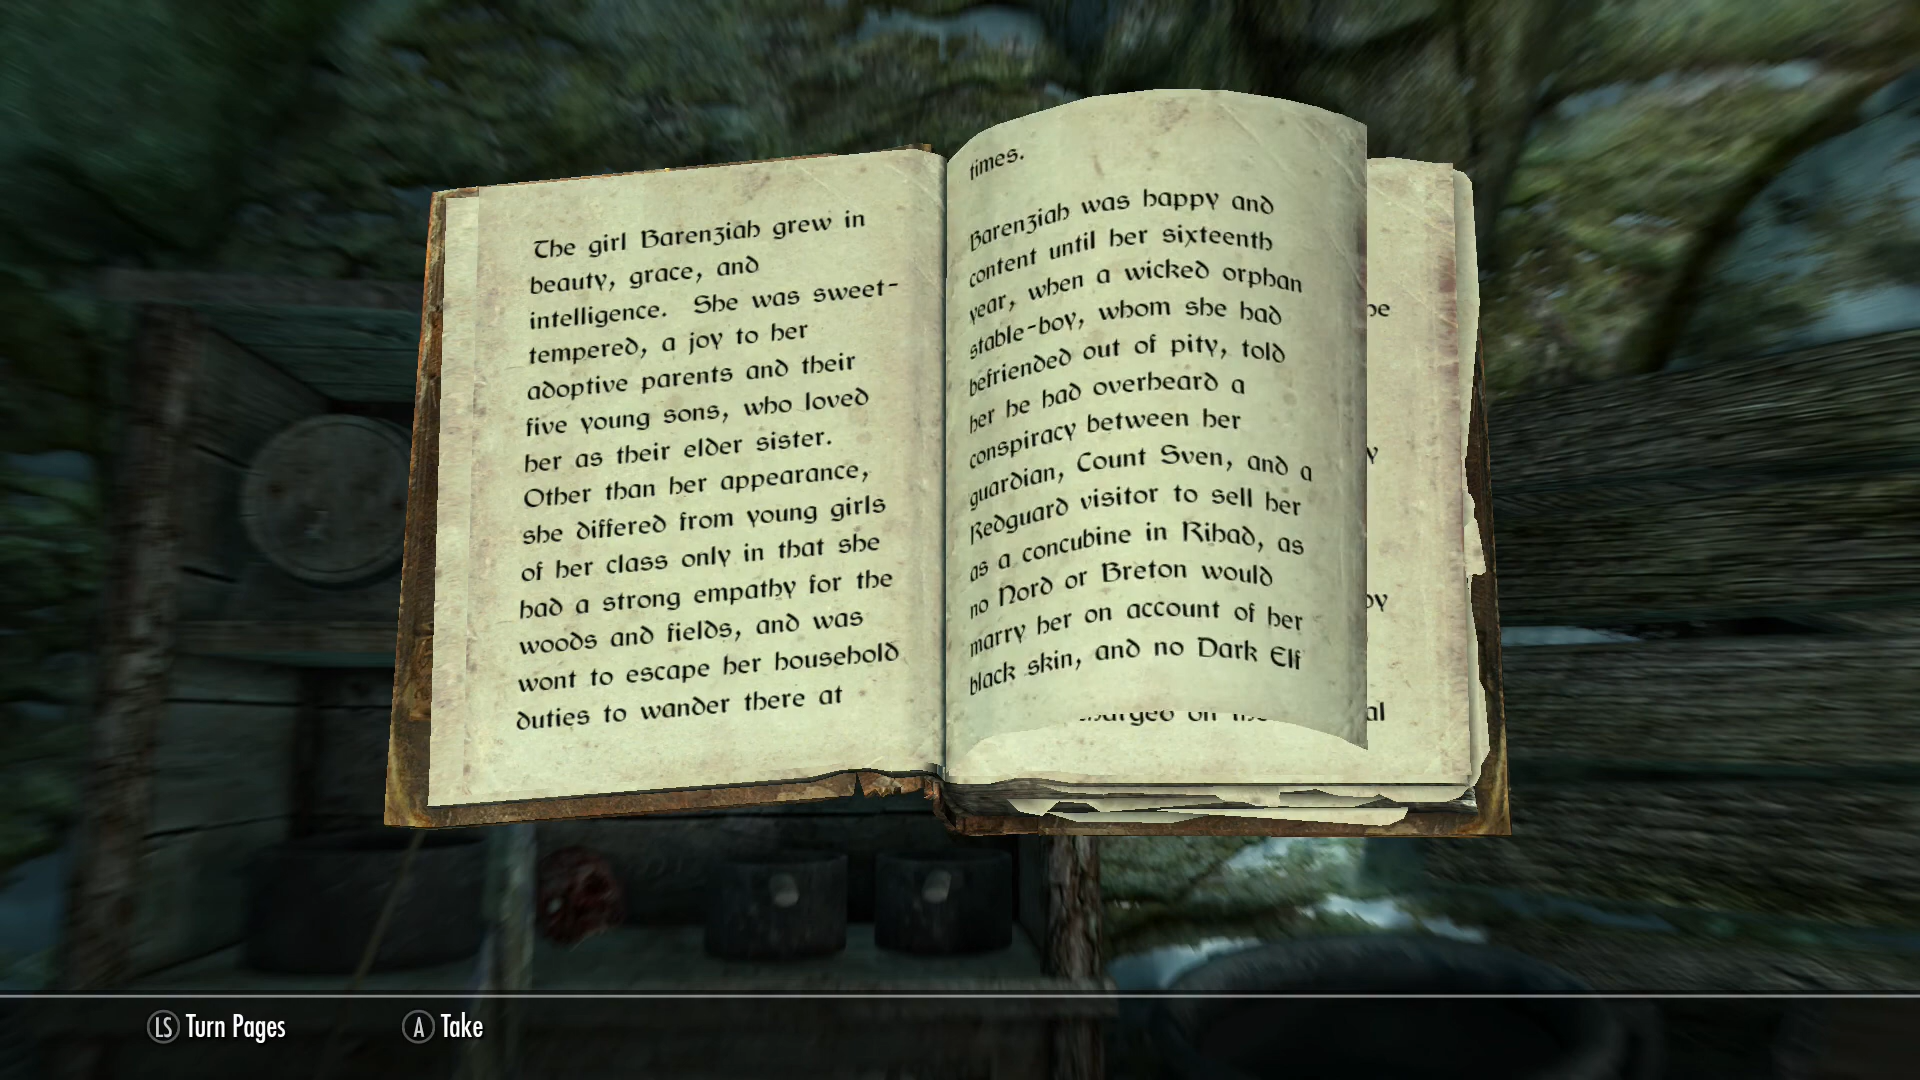 The girl Barenziah grew in
beauty, grace, and
intelligence. She was sweet-
tempered, a joy to her
adoptive parents and their
five young sons, who loved
her as their elder sister.
Other than her appearance,
she differed from young girls
of her class only in that she
had a strong empathy for the
woods and fields, and was
wont to escape her household
duties to wander there at
times.
Barenziah was happy and
content until her sixteenth
year, when a wicked orphan
stable-boy, whom she had
befriended out of pity, told
her he had overheard a
conspiracy between her
guardian, Count Sven, and a
Redguard visitor to sell her
as a concubine in Rihad, as
no Nord or Breton would
marry her on account of her
black skin, and no Dark Elf
LS Turn Pages
A Take